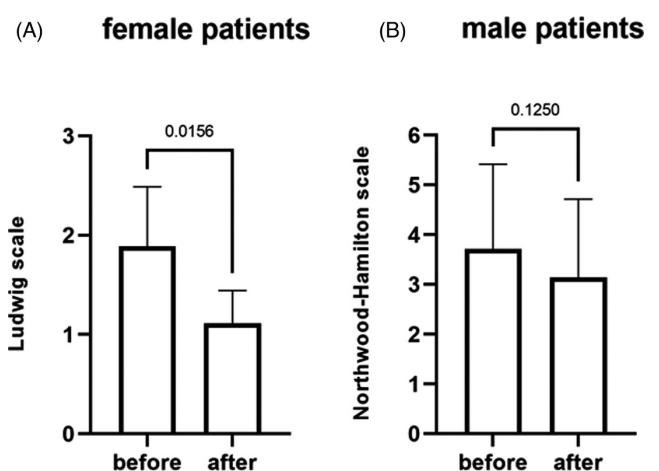 (A) female patients
0.0156
Ludwig scale
3
2
1
0
before after
(B) male patients
0.1250
Northwood-Hamilton scale
6
5
4
3
2
1
0
before after